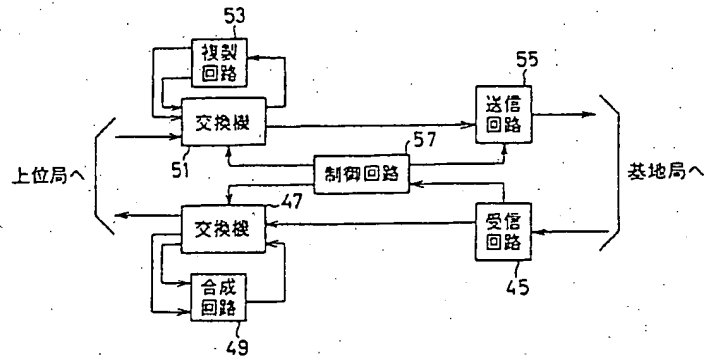 53
複製
回路
55
送信
回路
交換機
51
57
制御回路
上位局へ
基地局へ
47
交換機
受信
回路
45
合成
回路
49